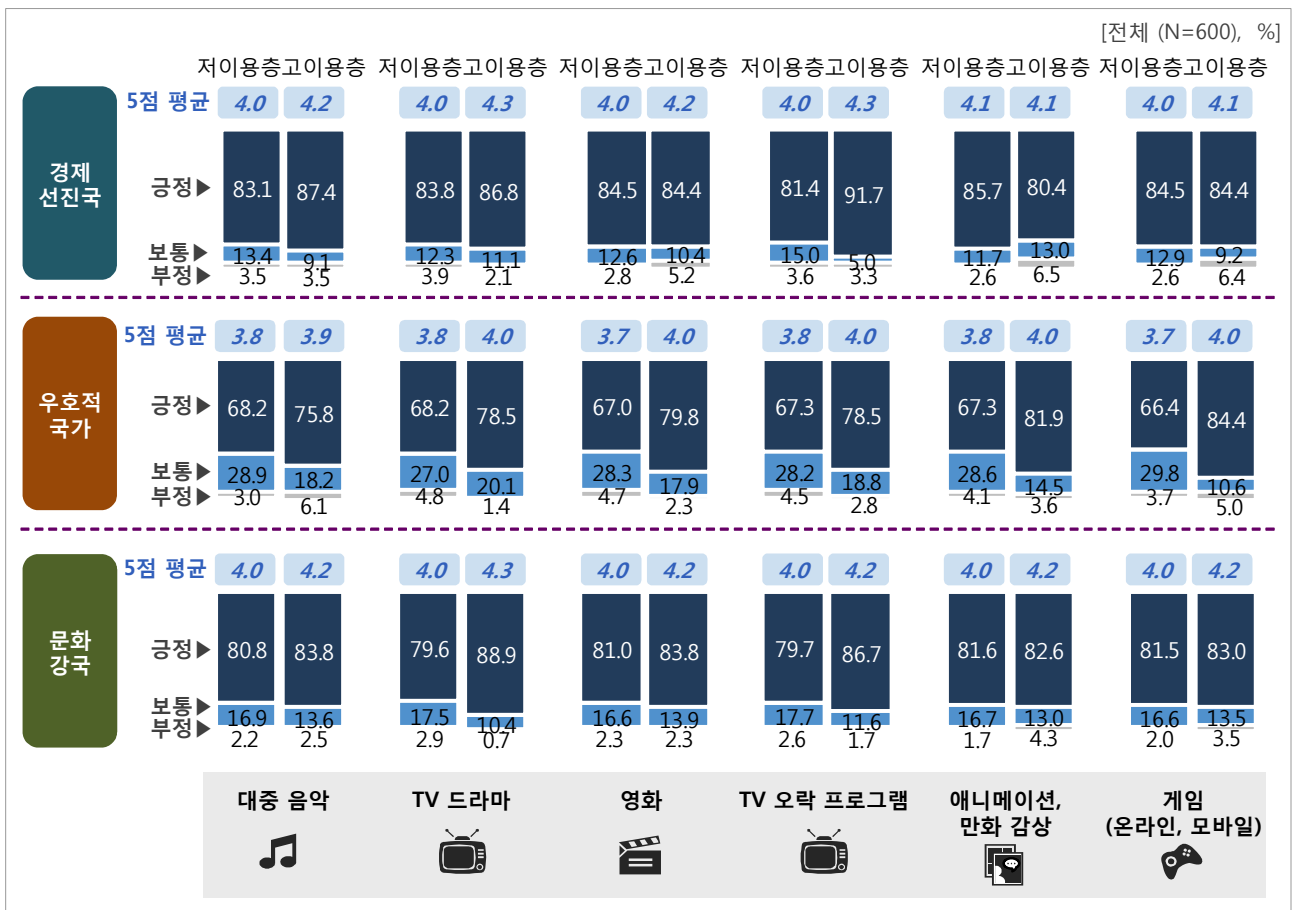 [전체 (N=600), %]
저이용층고이용층 저이용층고이용층 저이용층고이용층 저이용층고이용층 저이용층고이용층 저이용층고이용층
5점 평균 4.0 4.2 4.0 4.3 4.0 4.2 4.0 4.3 4.1 4.1 4.0 4.1
경제
선진국
긍정▶ 83.1 87.4 83.8 86.8 84.5 84.4 81.4 91.7 85.7 80.4 84.5 84.4
보통▶ 13.4 9.1 12.3 11.1 12.6 10.4 15.0 5.0 11.7 13.0 12.9 9.2
부정▶ 3.5 3.5 3.9 2.1 2.8 5.2 3.6 3.3 2.6 6.5 2.6 6.4
5점 평균 3.8 3.9 3.8 4.0 3.7 4.0 3.8 4.0 3.8 4.0 3.7 4.0
우호적
국가
긍정▶ 68.2 75.8 68.2 78.5 67.0 79.8 67.3 78.5 67.3 81.9 66.4 84.4
보통▶ 28.9 18.2 27.0 20.1 28.3 17.9 28.2 18.8 28.6 14.5 29.8 10.6
부정▶ 3.0 6.1 4.8 1.4 4.7 2.3 4.5 2.8 4.1 3.6 3.7 5.0
5점 평균 4.0 4.2 4.0 4.3 4.0 4.2 4.0 4.2 4.0 4.2 4.0 4.2
문화
강국
긍정▶ 80.8 83.8 79.6 88.9 81.0 83.8 79.7 86.7 81.6 82.6 81.5 83.0
보통▶ 16.9 13.6 17.5 10.4 16.6 13.9 17.7 11.6 16.7 13.0 16.6 13.5
부정▶ 2.2 2.5 2.9 0.7 2.3 2.3 2.6 1.7 1.7 4.3 2.0 3.5
대중 음악 TV 드라마 영화 TV 오락 프로그램 애니메이션, 게임
만화 감상 (온라인, 모바일)